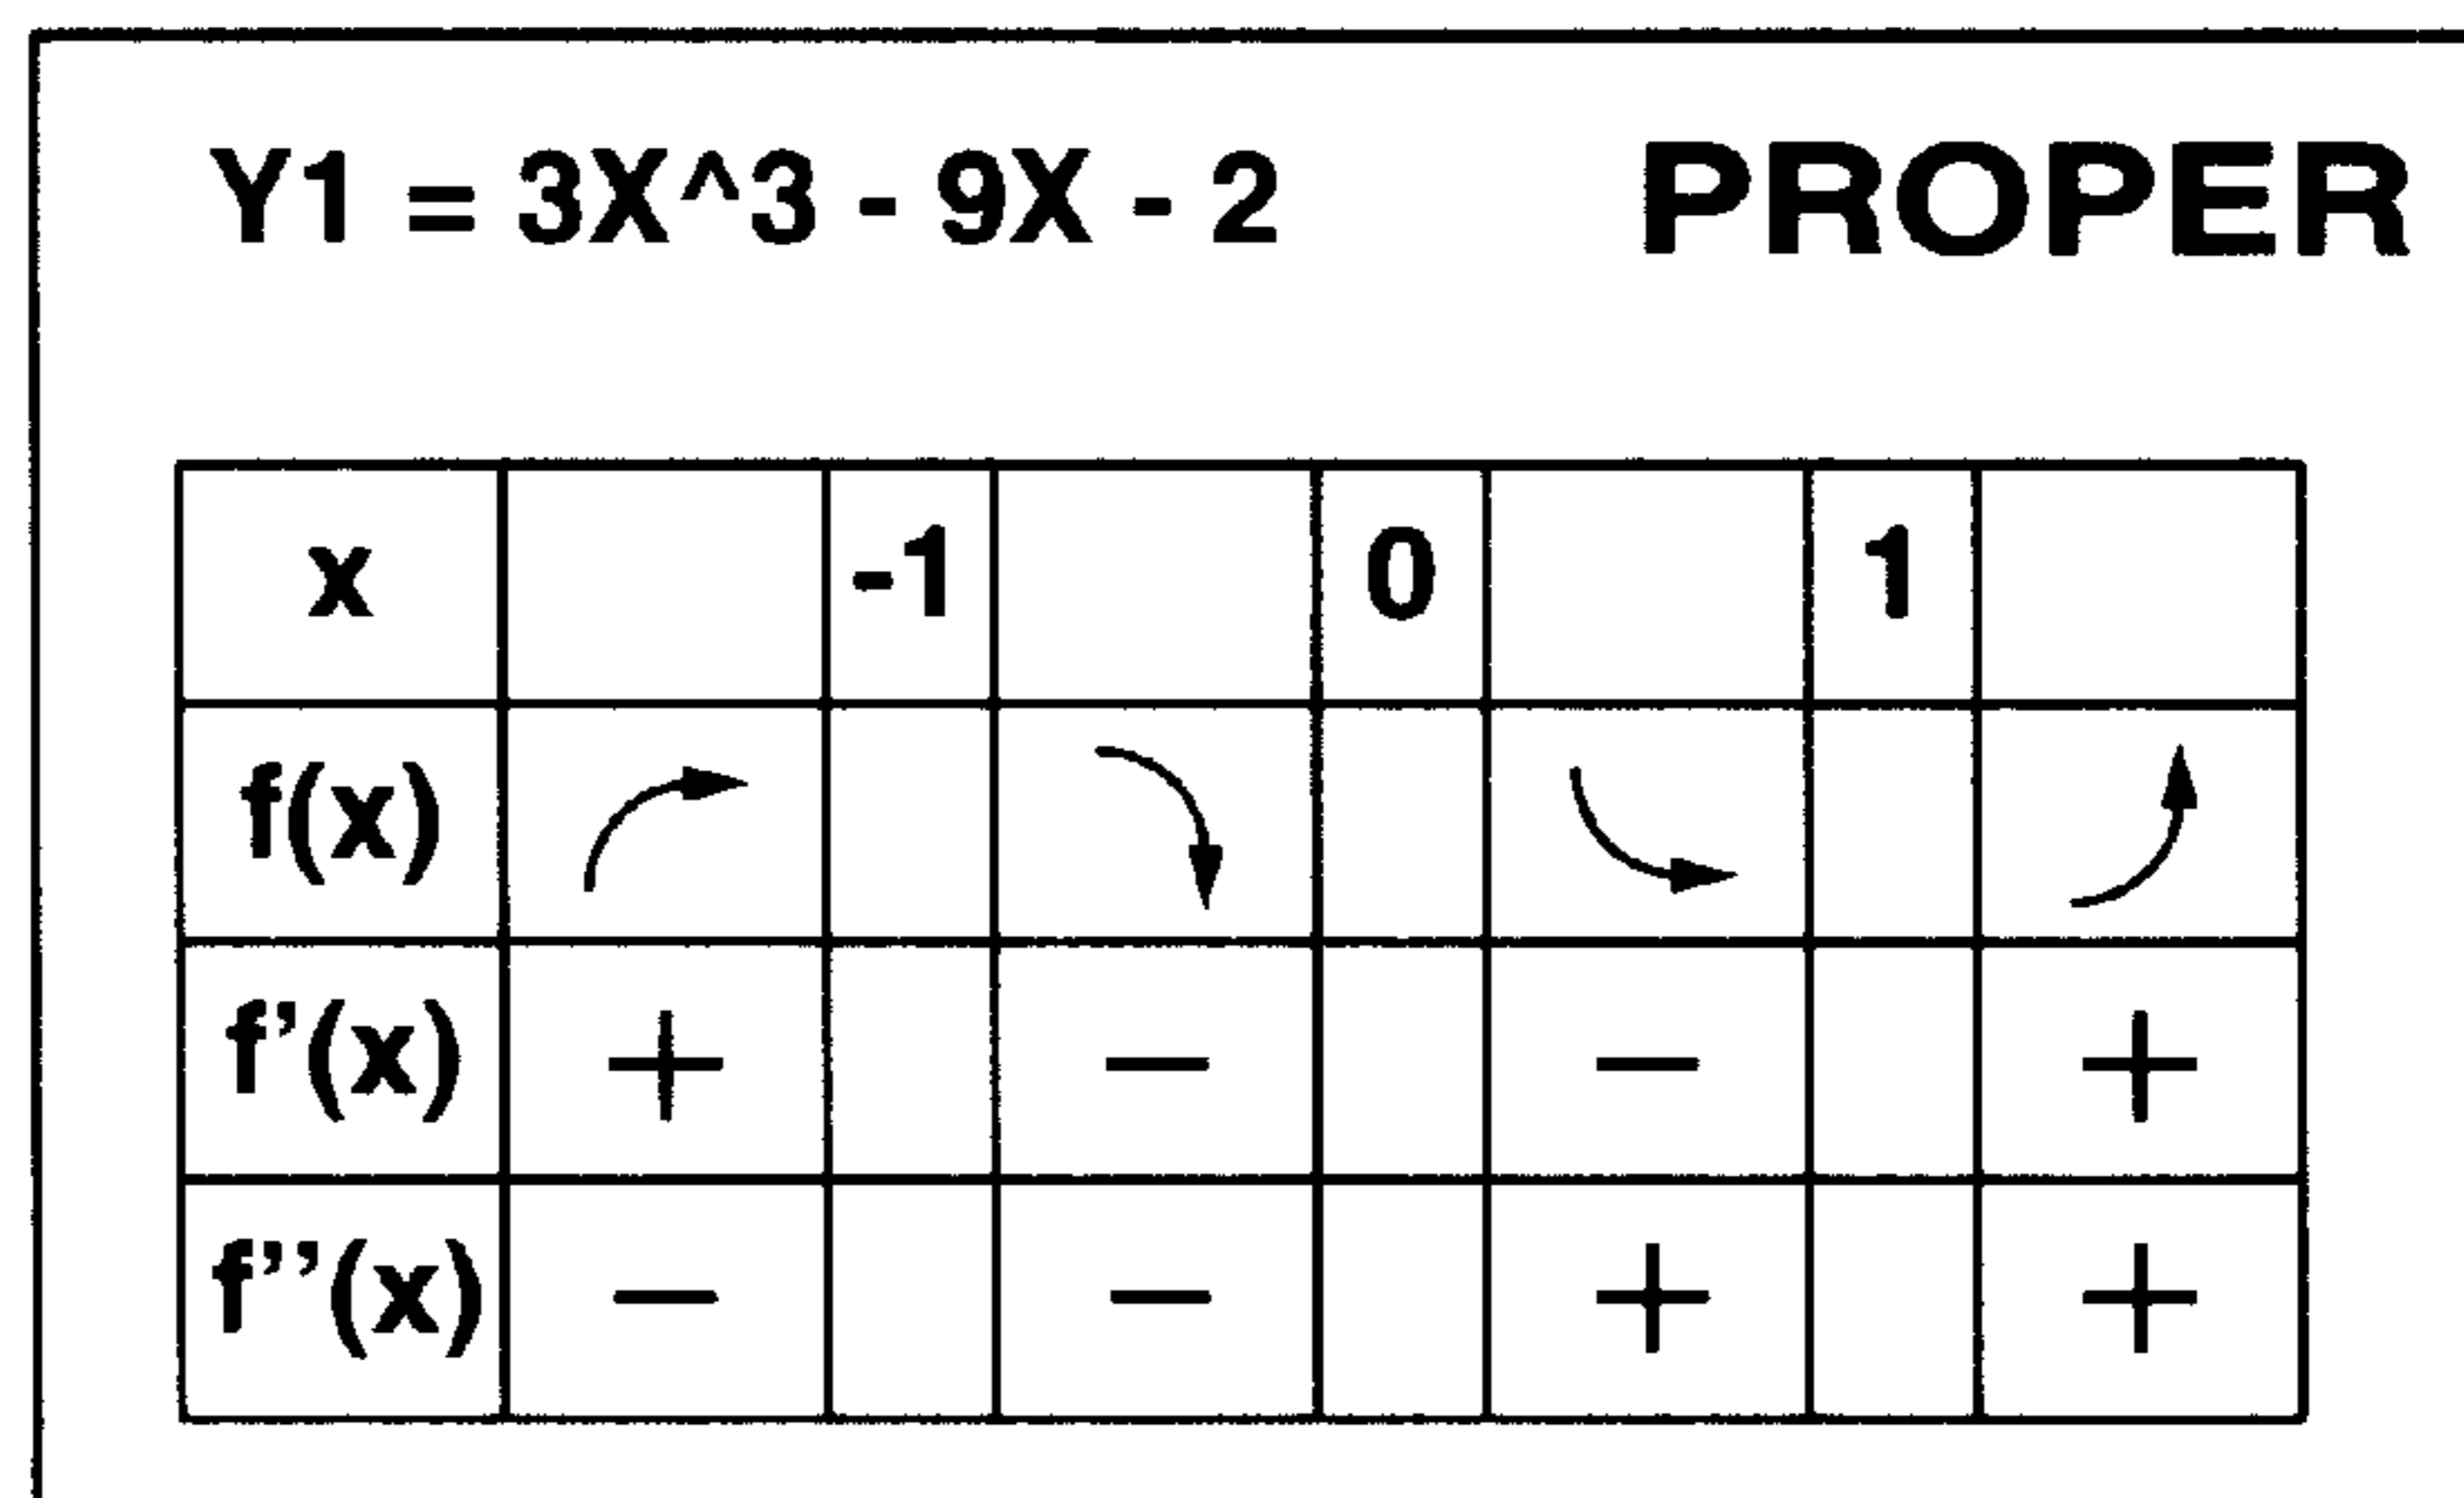 Y1 = 3X^3 - 9X - 2 PROPER
x -1 0 1
f(x)
f’(x) + − − +
f’’(x) − − + +